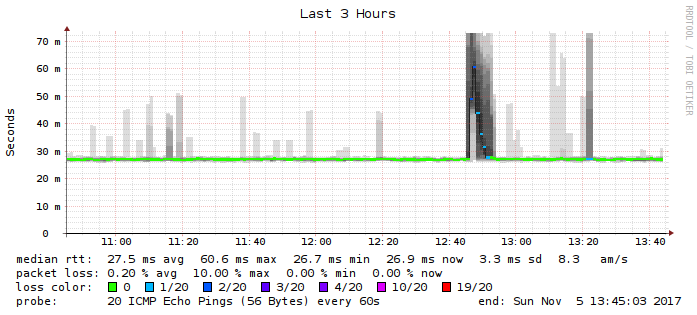 Last 3 Hours
RRDTOOL / TOBI OETIKER
Seconds
70 m
60 m
50 m
40 m
30 m
20 m
10 m
0
11:00 11:20 11:40 12:00 12:20 12:40 13:00 13:20 13:40
median rtt: 27.5 ms avg 60.6 ms max 26.7 ms min 26.9 ms now 3.3 ms sd 8.3 am/s
packet loss: 0.20 % avg 10.00 % max 0.00 % min 0.00 % now
loss color: 0 1/20 2/20 3/20 4/20 10/20 19/20
probe: 20 ICMP Echo Pings (56 Bytes) every 60s end: Sun Nov 5 13:45:03 2017